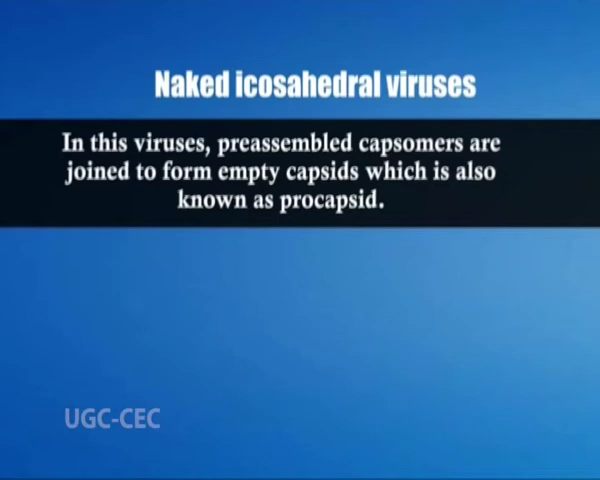 Naked icosahedral viruses
In this viruses, preassembled capsomers are
joined to form empty capsids which is also
known as procapsid.
UGC-CEC